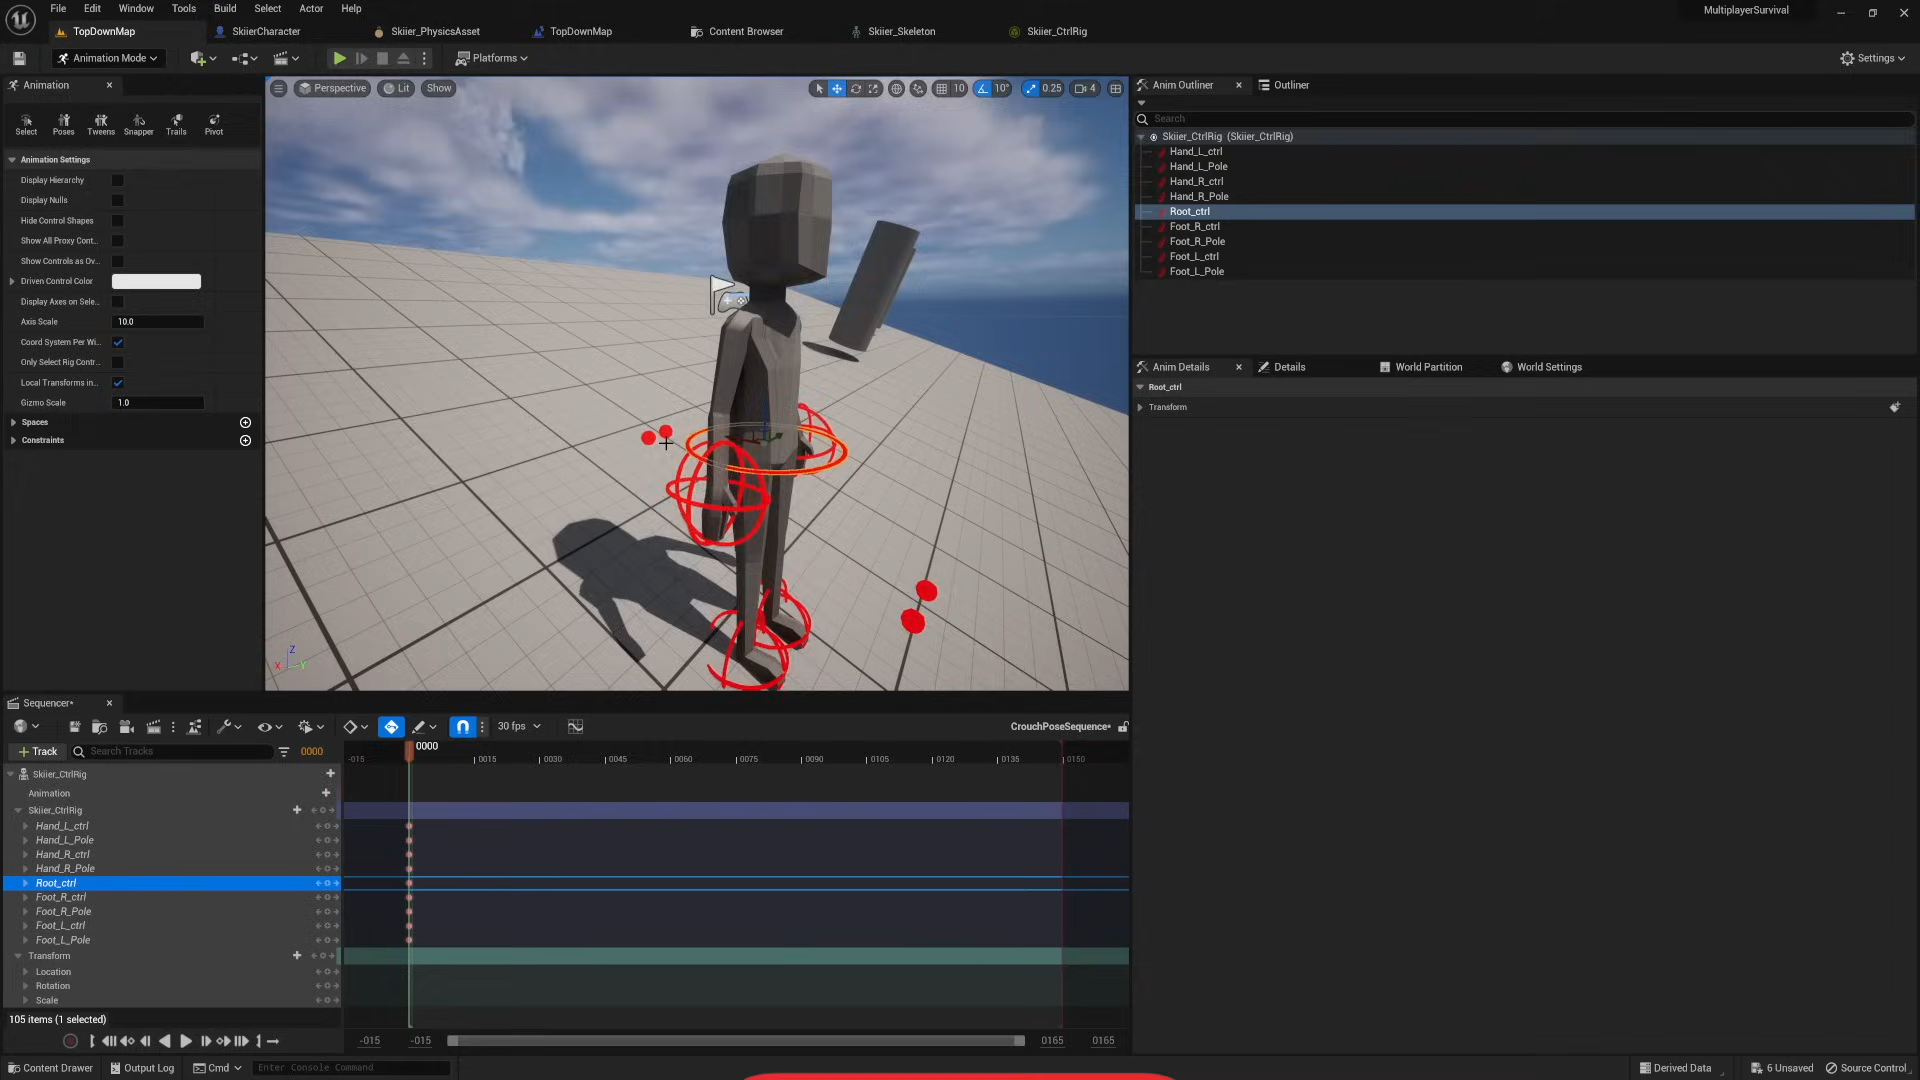 File Edit Window Tools Build Select Actor Help
MultiplayerSurvival
TopDownMap
SkiierCharacter
Skiier_PhysicsAsset
TopDownMap
Content Browser
Skiier_Skeleton
Skiier_CtrlRig
Animation Mode
Platforms
Settings
Animation
Select Poses Tweens Snapper Trails Pivot
Animation Settings
Display Hierarchy
Display Nulls
Hide Control Shapes
Show All Proxy Cont...
Show Controls as Ov...
Driven Control Color
Display Axes on Sele...
Axis Scale 10.0
Coord System Per Wi...
Only Select Rig Contr...
Local Transforms in...
Gizmo Scale 1.0
Spaces
Constraints
Perspective Lit Show
10 10° 0.25 4
Z
X Y
Anim Outliner
Outliner
Search
Skiier_CtrlRig (Skiier_CtrlRig)
Hand_L_ctrl
Hand_L_Pole
Hand_R_ctrl
Hand_R_Pole
Root_ctrl
Foot_R_ctrl
Foot_R_Pole
Foot_L_ctrl
Foot_L_Pole
Anim Details
Details
World Partition
World Settings
Root_ctrl
Transform
Sequencer*
30 fps
CrouchPoseSequence*
Track
Search Tracks
0000
0000
-015 0015 0030 0045 0060 0075 0090 0105 0120 0135 0150
Skiier_CtrlRig
Animation
Skiier_CtrlRig
Hand_L_ctrl
Hand_L_Pole
Hand_R_ctrl
Hand_R_Pole
Root_ctrl
Foot_R_ctrl
Foot_R_Pole
Foot_L_ctrl
Foot_L_Pole
Transform
Location
Rotation
Scale
105 items (1 selected)
-015 -015 0165 0165
Content Drawer
Output Log
Cmd
Enter Console Command
Derived Data
6 Unsaved
Source Control